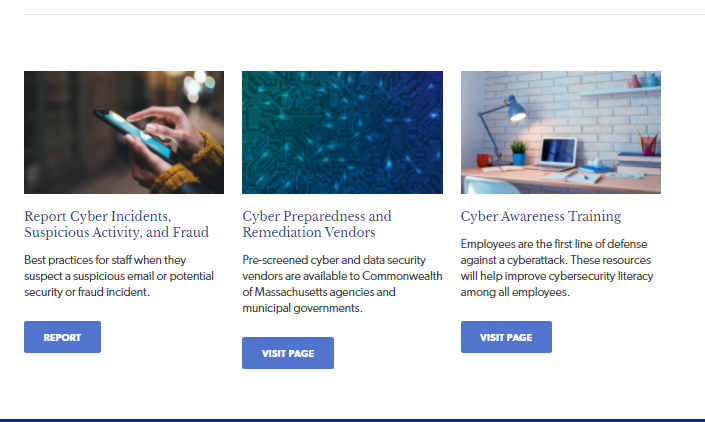 Report Cyber Incidents,
Suspicious Activity, and Fraud
Best practices for staff when they
suspect a suspicious email or potential
security or fraud incident.
REPORT
Cyber Preparedness and
Remediation Vendors
Pre-screened cyber and data security
vendors are available to Commonwealth
of Massachusetts agencies and
municipal governments.
VISIT PAGE
Cyber Awareness Training
Employees are the first line of defense
against a cyberattack. These resources
will help improve cybersecurity literacy
among all employees.
VISIT PAGE